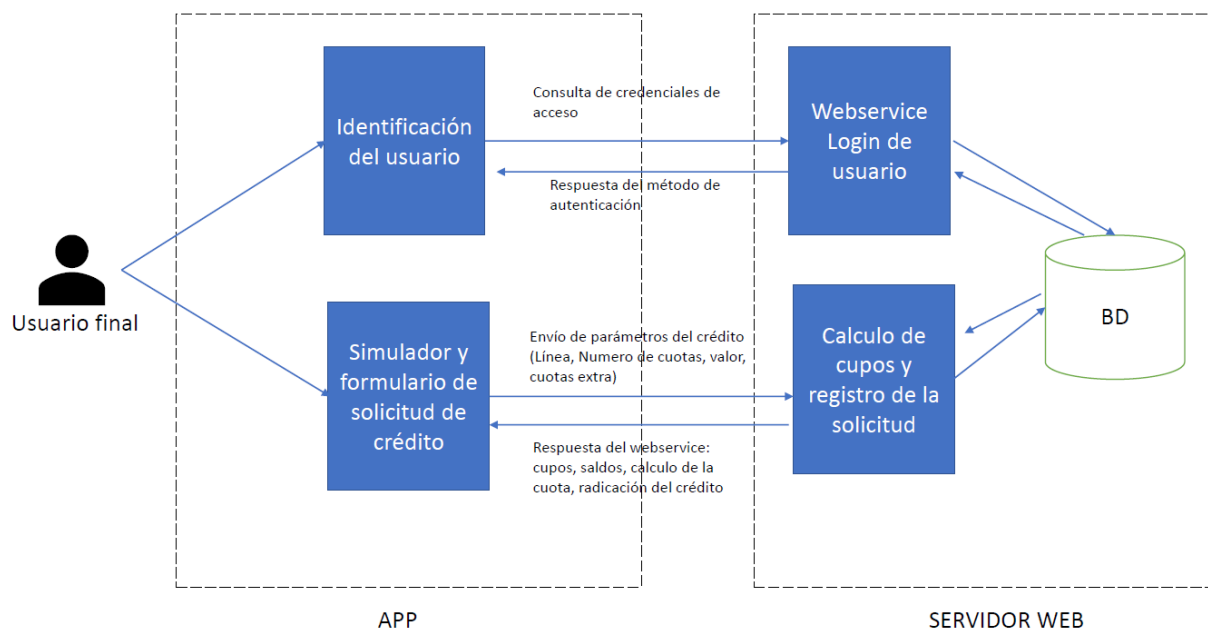 Identificación
del usuario
Consulta de credenciales de
acceso
Respuesta del método de
autenticación
Webservice
Login de
usuario
Usuario final
Simulador y
formulario de
solicitud de
crédito
Envío de parámetros del crédito
(Línea, Numero de cuotas, valor,
cuotas extra)
Respuesta del webservice:
cupos, saldos, calculo de la
cuota, radicación del crédito
Calculo de
cupos y
registro de la
solicitud
BD
APP
SERVIDOR WEB